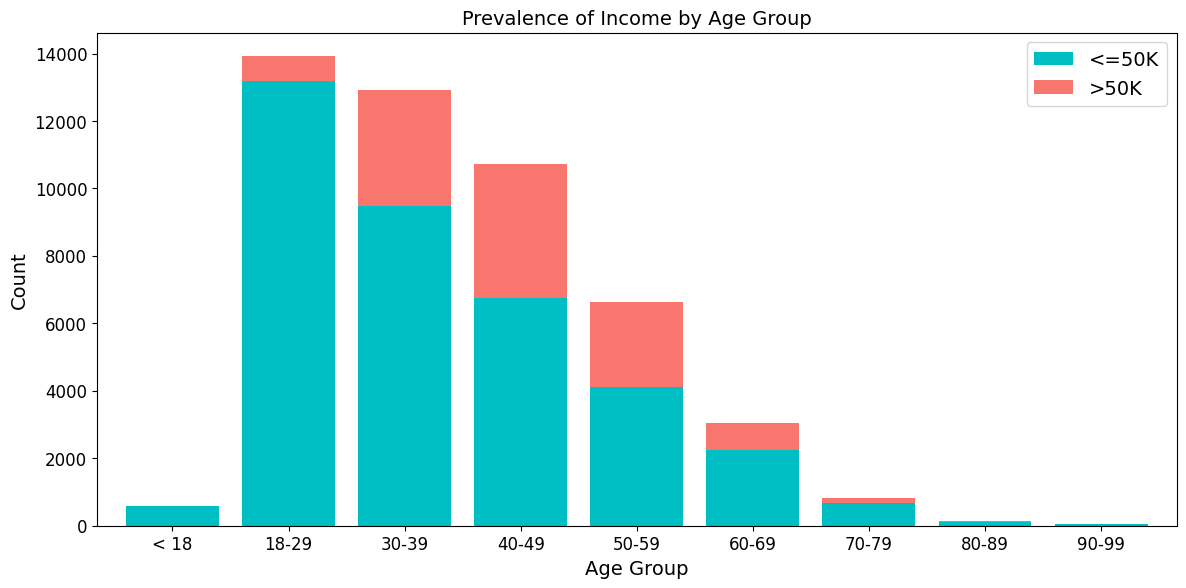 Prevalence of Income by Age Group
<=50K
>50K
14000
12000
10000
8000
6000
4000
2000
0
Count
< 18 18-29 30-39 40-49 50-59 60-69 70-79 80-89 90-99
Age Group